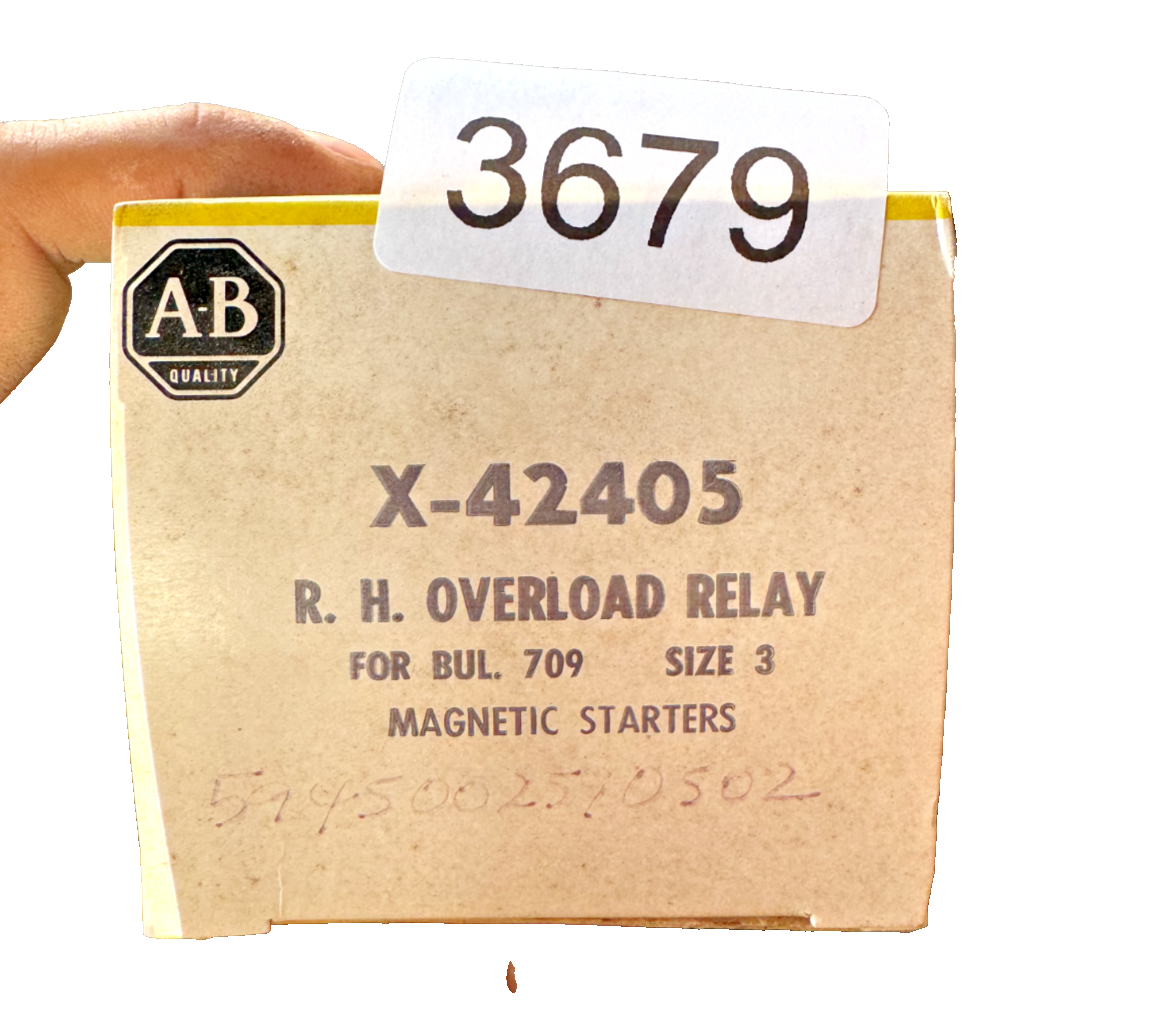 3679
A-B
QUALITY
X-42405
R. H. OVERLOAD RELAY
FOR BUL. 709 SIZE 3
MAGNETIC STARTERS